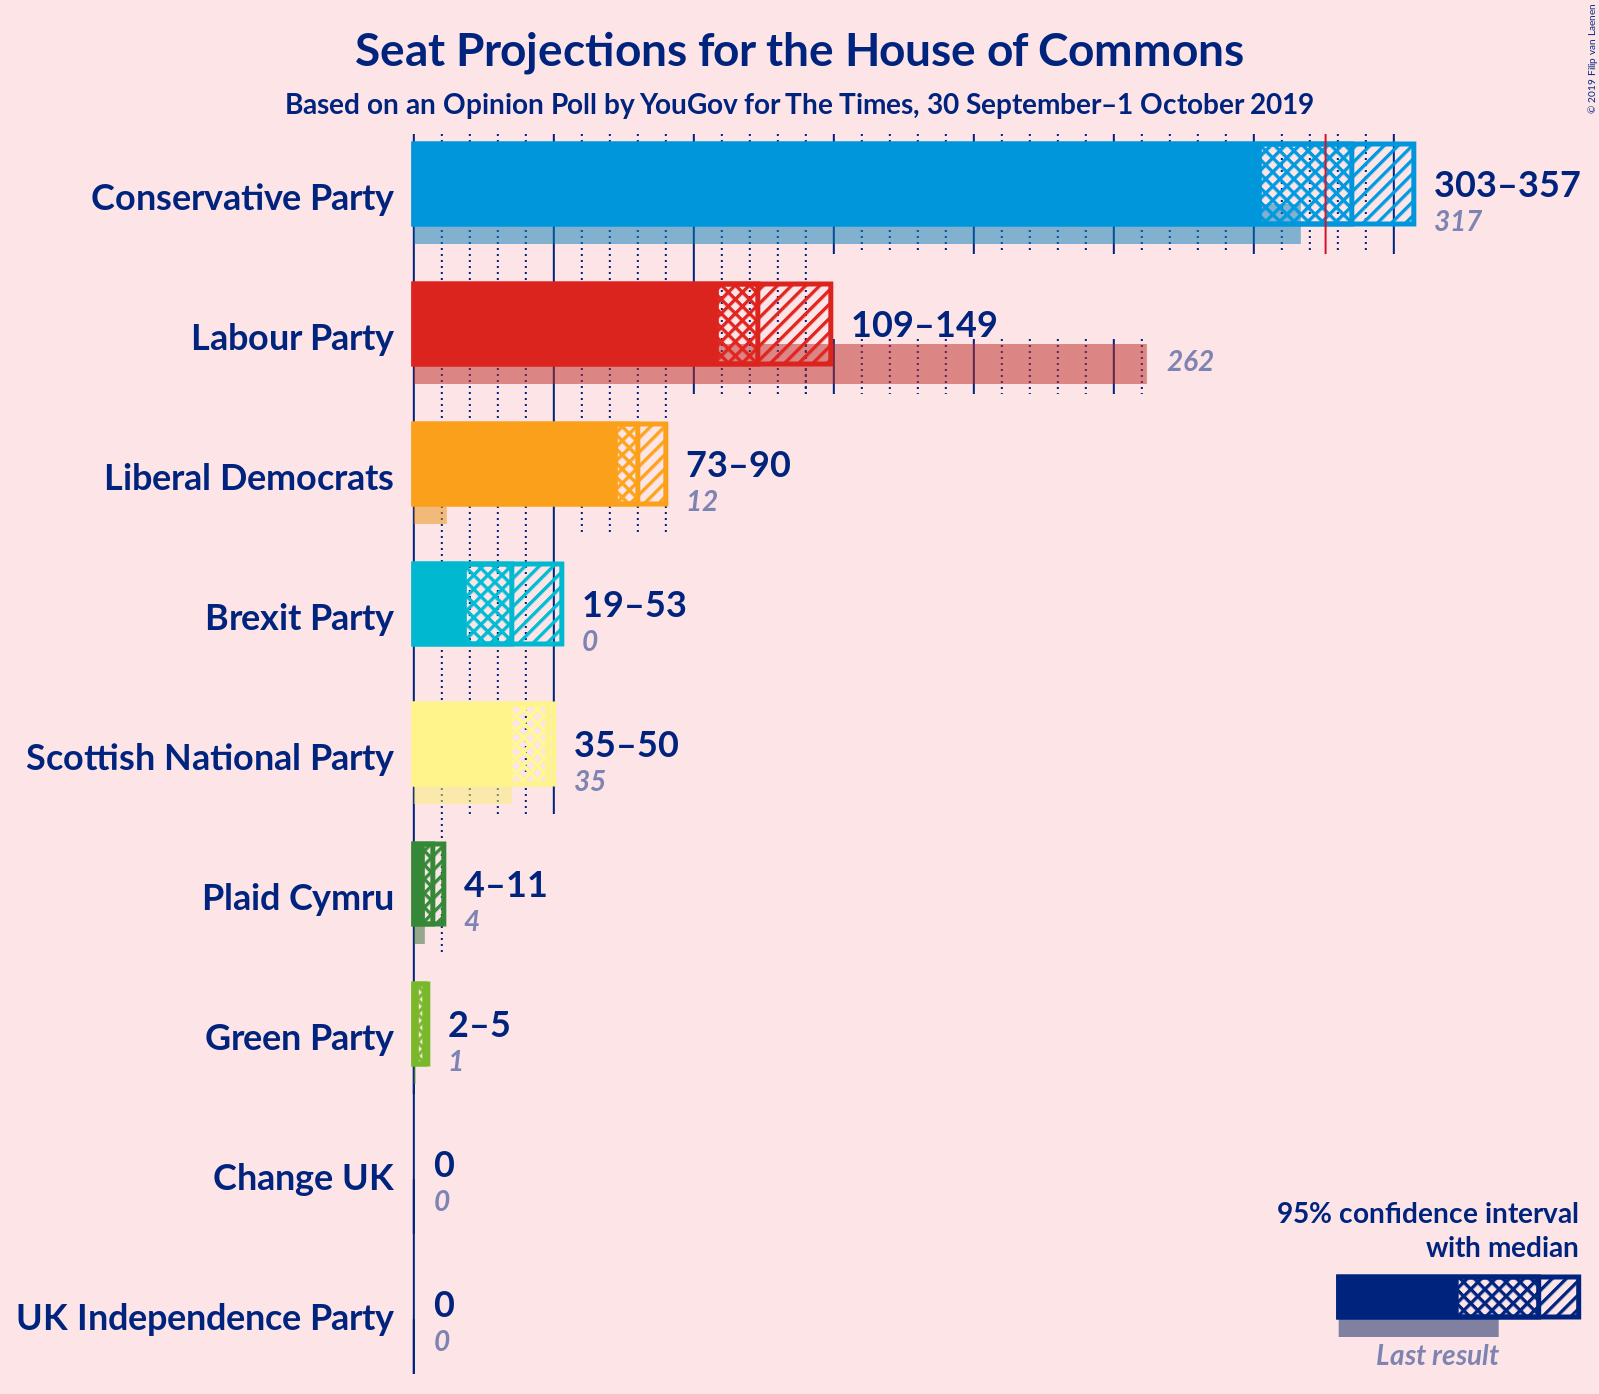 Seat Projections for the House of Commons
Based on an Opinion Poll by YouGov for The Times, 30 September–1 October 2019
© 2019 Filip van Laenen
Conservative Party
303–357
317
Labour Party
109–149
262
Liberal Democrats
73–90
12
Brexit Party
19–53
0
Scottish National Party
35–50
35
Plaid Cymru
4–11
4
Green Party
2–5
1
Change UK
0
0
UK Independence Party
0
0
95% confidence interval
with median
Last result